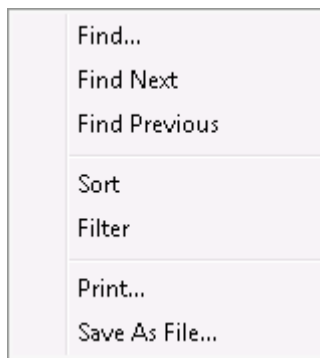 Find...
Find Next
Find Previous
Sort
Filter
Print...
Save As File...